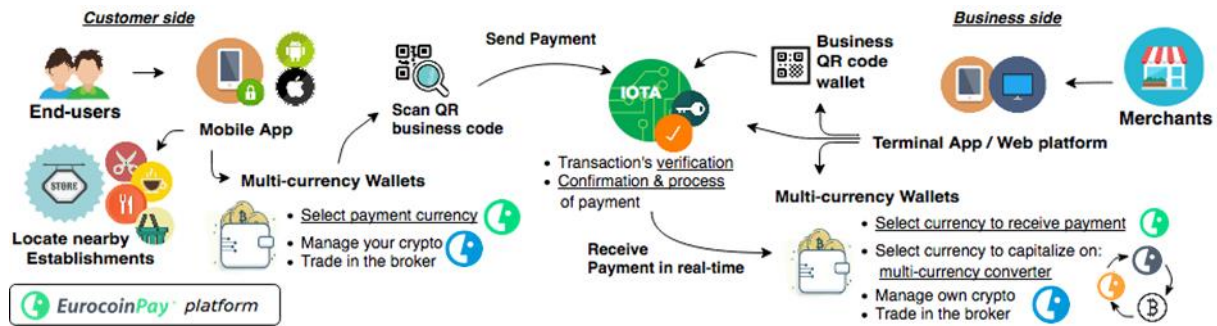 Customer side
Business side
End-users
Mobile App
Scan QR
business code
Send Payment
IOTA
Business
QR code
wallet
Merchants
Terminal App / Web platform
STORE
Locate nearby
Establishments
Multi-currency Wallets
• Select payment currency
• Manage your crypto
• Trade in the broker
• Transaction's verification
• Confirmation & process
of payment
Receive
Payment in real-time
Multi-currency Wallets
• Select currency to receive payment
• Select currency to capitalize on:
multi-currency converter
• Manage own crypto
• Trade in the broker
EurocoinPay platform